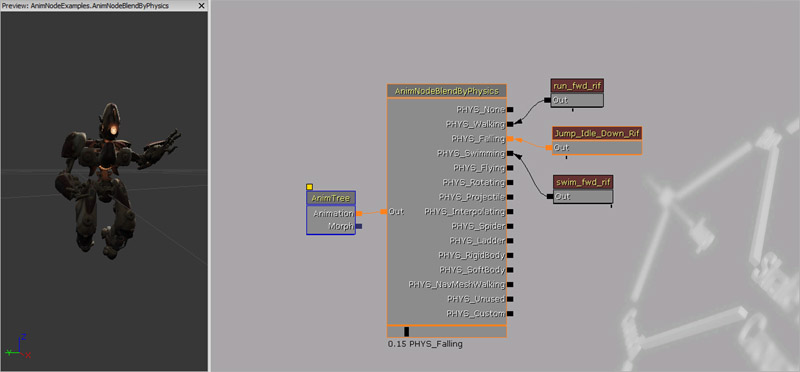 Preview: AnimNodeExamples.AnimNodeBlendByPhysics
Z
Y
X
AnimTree
Animation
Morph
AnimNodeBlendByPhysics
Out
PHYS_None
PHYS_Walking
PHYS_Falling
PHYS_Swimming
PHYS_Flying
PHYS_Rotating
PHYS_Projectile
PHYS_Interpolating
PHYS_Spider
PHYS_Ladder
PHYS_RigidBody
PHYS_SoftBody
PHYS_NavMeshWalking
PHYS_Unused
PHYS_Custom
0.15 PHYS_Falling
run_fwd_rif
Out
Jump_Idle_Down_Rif
Out
swim_fwd_rif
Out